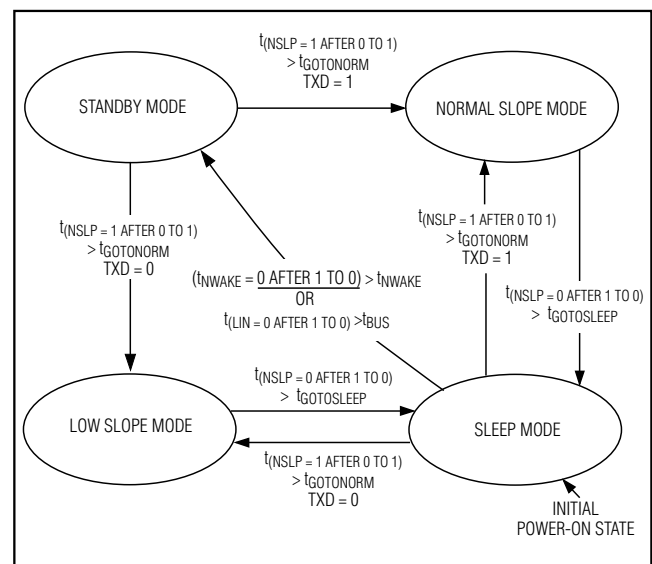 t(NSLP = 1 AFTER 0 TO 1)
> tGOTONORM
TXD = 1
STANDBY MODE
NORMAL SLOPE MODE
t(NSLP = 1 AFTER 0 TO 1)
> tGOTONORM
TXD = 0
t(NSLP = 1 AFTER 0 TO 1)
> tGOTONORM
TXD = 1
(tNWAKE = 0 AFTER 1 TO 0) > tNWAKE
OR
t(LIN = 0 AFTER 1 TO 0) >tBUS
t(NSLP = 0 AFTER 1 TO 0)
> tGOTOSLEEP
t(NSLP = 0 AFTER 1 TO 0)
> tGOTOSLEEP
LOW SLOPE MODE
SLEEP MODE
t(NSLP = 1 AFTER 0 TO 1)
> tGOTONORM
TXD = 0
INITIAL
POWER-ON STATE